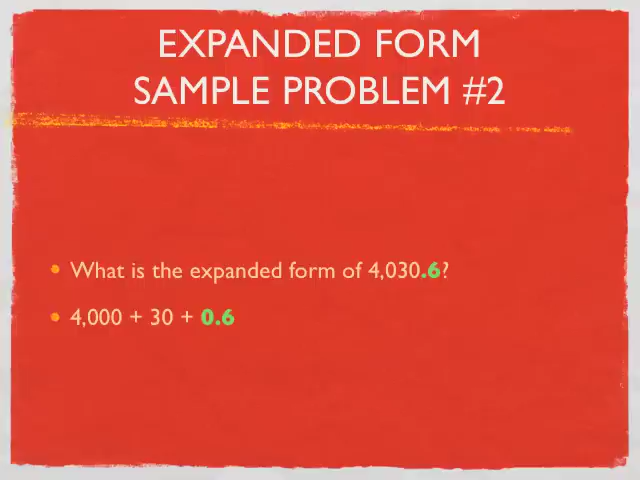 EXPANDED FORM
SAMPLE PROBLEM #2
• What is the expanded form of 4,030.6?
• 4,000 + 30 + 0.6